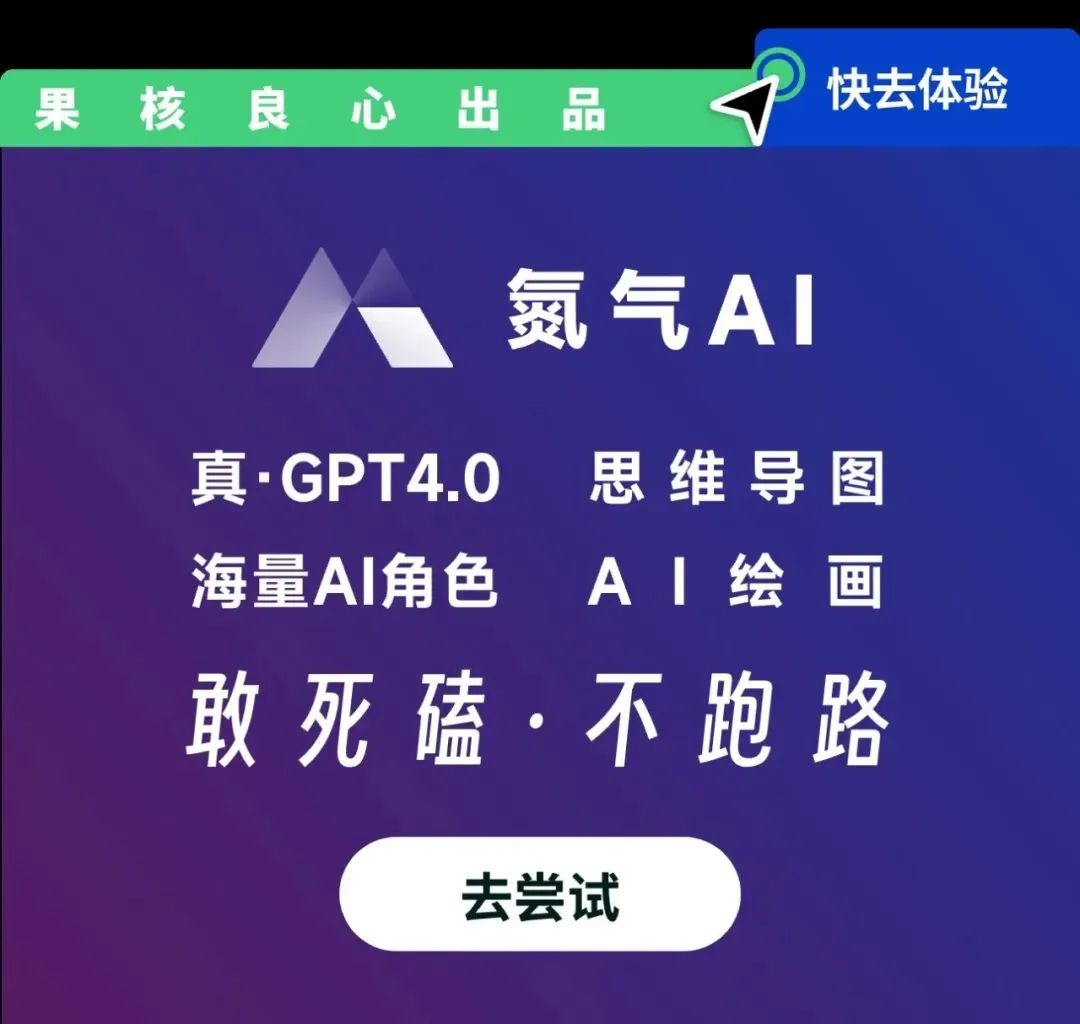 果核良心出品
快去体验
氮气AI
真·GPT4.0 思维导图
海量AI角色 AI绘画
敢死磕·不跑路
去尝试